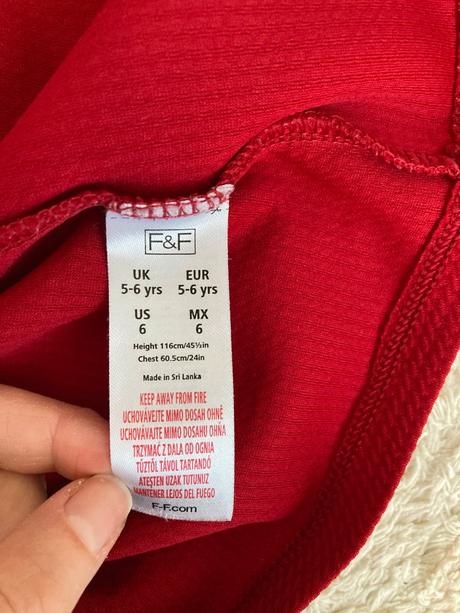 F&F
UK EUR
5-6 yrs 5-6 yrs
US MX
6 6
Height 116cm/45½in
Chest 60.5cm/24in
Made in Sri Lanka
KEEP AWAY FROM FIRE
UCHOVÁVEJTE MIMO DOSAH OHNĚ
UCHOVÁVAJTE MIMO DOSAHU OHŇA
TRZYMAĆ Z DALA OD OGNIA
TŰZTŐL TÁVOL TARTANDÓ
ATEŞTEN UZAK TUTUNUZ
MANTENER LEJOS DEL FUEGO
F-F.com